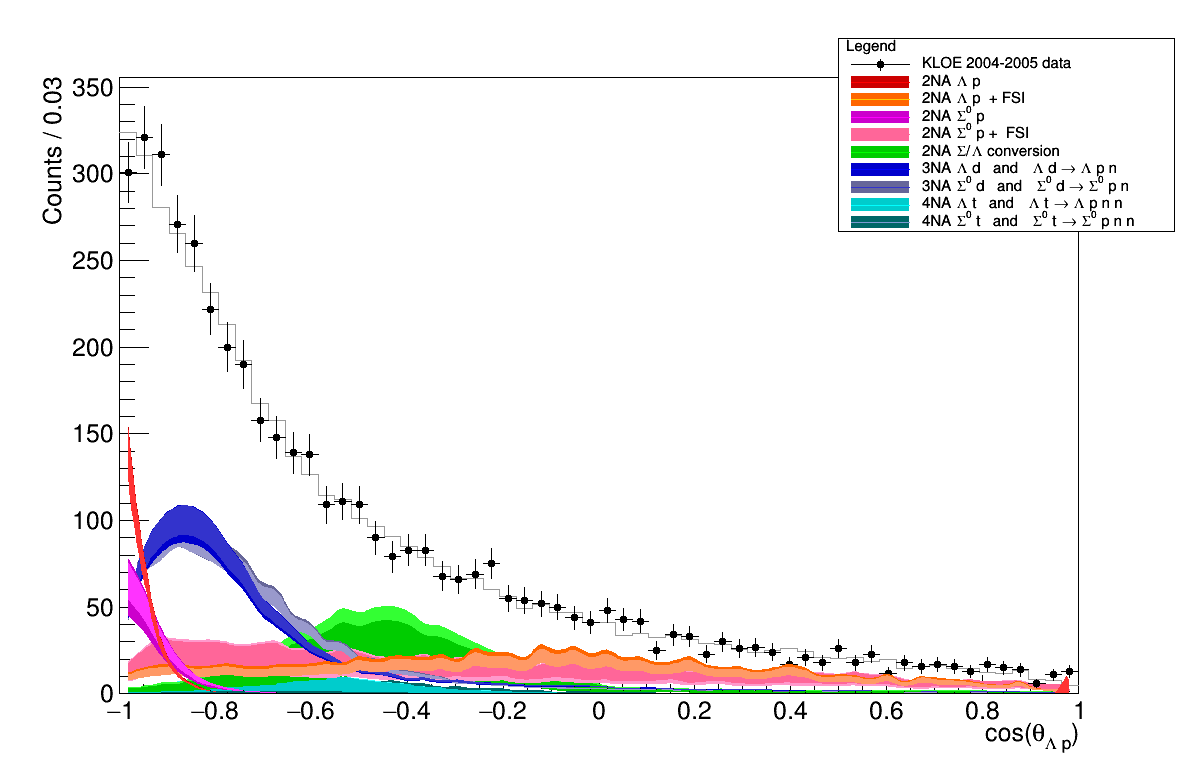 Legend
KLOE 2004-2005 data
2NA Λ p
2NA Λ p + FSI
2NA Σ⁰ p
2NA Σ⁰ p + FSI
2NA Σ/Λ conversion
3NA Λ d and Λ d → Λ p n
3NA Σ⁰ d and Σ⁰ d → Σ⁰ p n
4NA Λ t and Λ t → Λ p n n
4NA Σ⁰ t and Σ⁰ t → Σ⁰ p n n
Counts / 0.03
350
300
250
200
150
100
50
0
−1 −0.8 −0.6 −0.4 −0.2 0 0.2 0.4 0.6 0.8 1
cos(θ_Λ p)